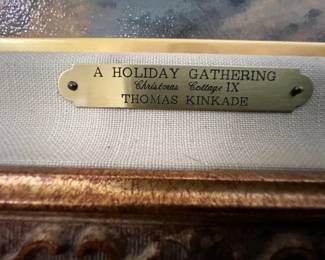 A HOLIDAY GATHERING
Christmas Cottage IX
THOMAS KINKADE